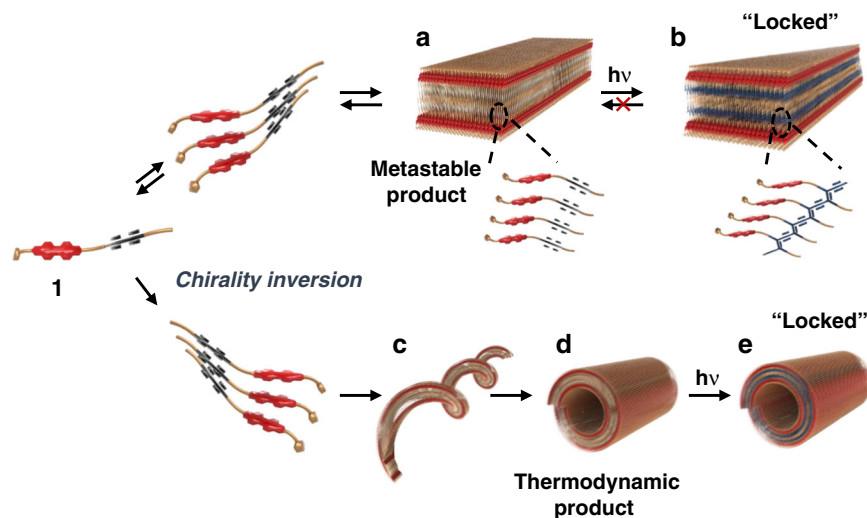 “Locked”
a
hν
b
Metastable
product
1
Chirality inversion
“Locked”
c
d
hν
e
Thermodynamic
product